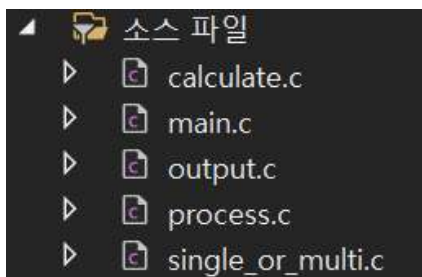 소스 파일
calculate.c
main.c
output.c
process.c
single_or_multi.c